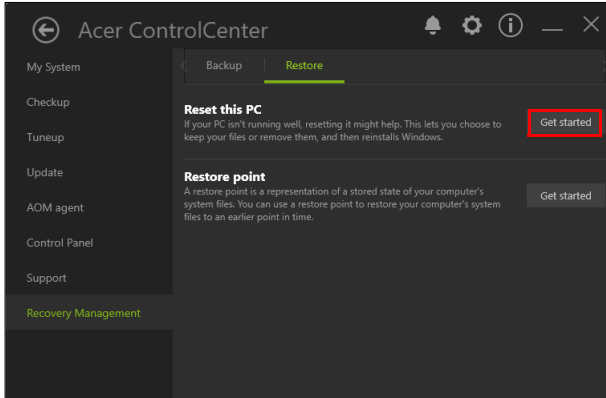 Acer ControlCenter
My System
Checkup
Tuneup
Update
AOM agent
Control Panel
Support
Recovery Management
Backup
Restore
Reset this PC
If your PC isn't running well, resetting it might help. This lets you choose to
keep your files or remove them, and then reinstalls Windows.
Get started
Restore point
A restore point is a representation of a stored state of your computer's
system files. You can use a restore point to restore your computer's system
files to an earlier point in time.
Get started